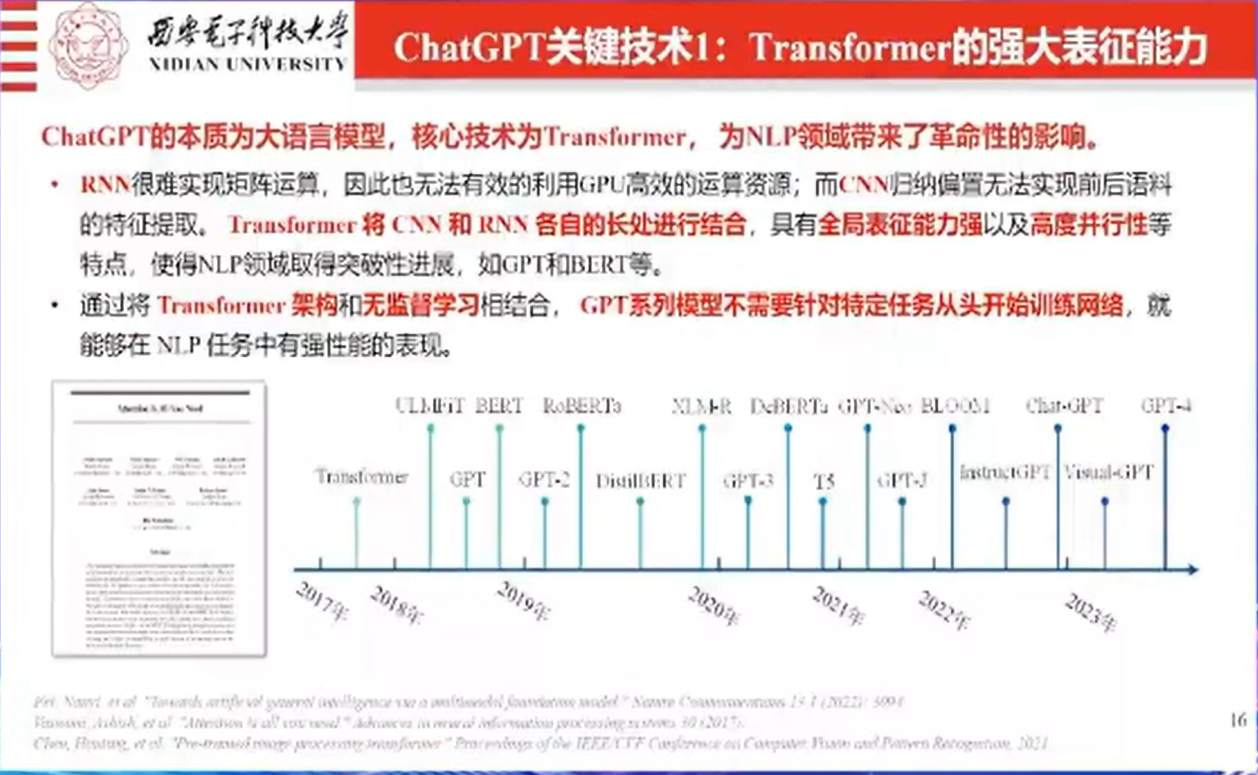 西安电子科技大学
XIDIAN UNIVERSITY
ChatGPT关键技术1：Transformer的强大表征能力
ChatGPT的本质为大语言模型，核心技术为Transformer， 为NLP领域带来了革命性的影响。
• RNN很难实现矩阵运算，因此也无法有效的利用GPU高效的运算资源；而CNN归纳偏置无法实现前后语料
的特征提取。 Transformer 将 CNN 和 RNN 各自的长处进行结合，具有全局表征能力强以及高度并行性等
特点，使得NLP领域取得突破性进展，如GPT和BERT等。
• 通过将 Transformer 架构和无监督学习相结合， GPT系列模型不需要针对特定任务从头开始训练网络，就
能够在 NLP 任务中有强性能的表现。
Attention Is All You Need
ULMFiT BERT RoBERTa XLM-R DeBERTa GPT-Neo BLOOM Chat-GPT GPT-4
Transformer GPT GPT-2 DistilBERT GPT-3 T5 GPT-J InstructGPT Visual-GPT
2017年 2018年 2019年 2020年 2021年 2022年 2023年
Fei, Nanyi, et al. "Towards artificial general intelligence via a multimodal foundation model." Nature Communications 13.1 (2022): 3094
Vaswani, Ashish, et al. "Attention is all you need." Advances in neural information processing systems 30 (2017).
Chen, Hanting, et al. "Pre-trained image processing transformer." Proceedings of the IEEE/CVF Conference on Computer Vision and Pattern Recognition, 2021.
16